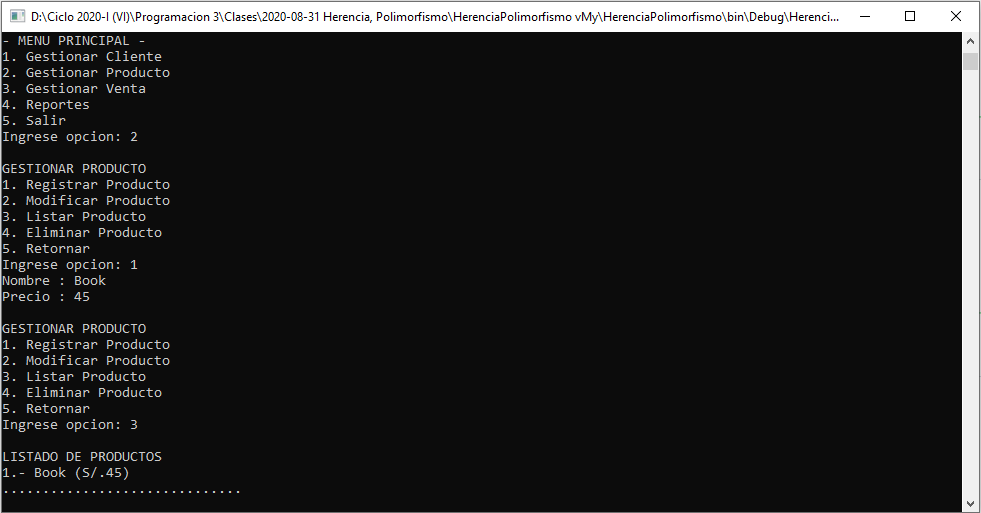 D:\Ciclo 2020-I (VI)\Programacion 3\Clases\2020-08-31 Herencia, Polimorfismo\HerenciaPolimorfismo vMy\HerenciaPolimorfismo\bin\Debug\Herenci...
- MENU PRINCIPAL -
1. Gestionar Cliente
2. Gestionar Producto
3. Gestionar Venta
4. Reportes
5. Salir
Ingrese opcion: 2
GESTIONAR PRODUCTO
1. Registrar Producto
2. Modificar Producto
3. Listar Producto
4. Eliminar Producto
5. Retornar
Ingrese opcion: 1
Nombre : Book
Precio : 45
GESTIONAR PRODUCTO
1. Registrar Producto
2. Modificar Producto
3. Listar Producto
4. Eliminar Producto
5. Retornar
Ingrese opcion: 3
LISTADO DE PRODUCTOS
1.- Book (S/.45)
..............................